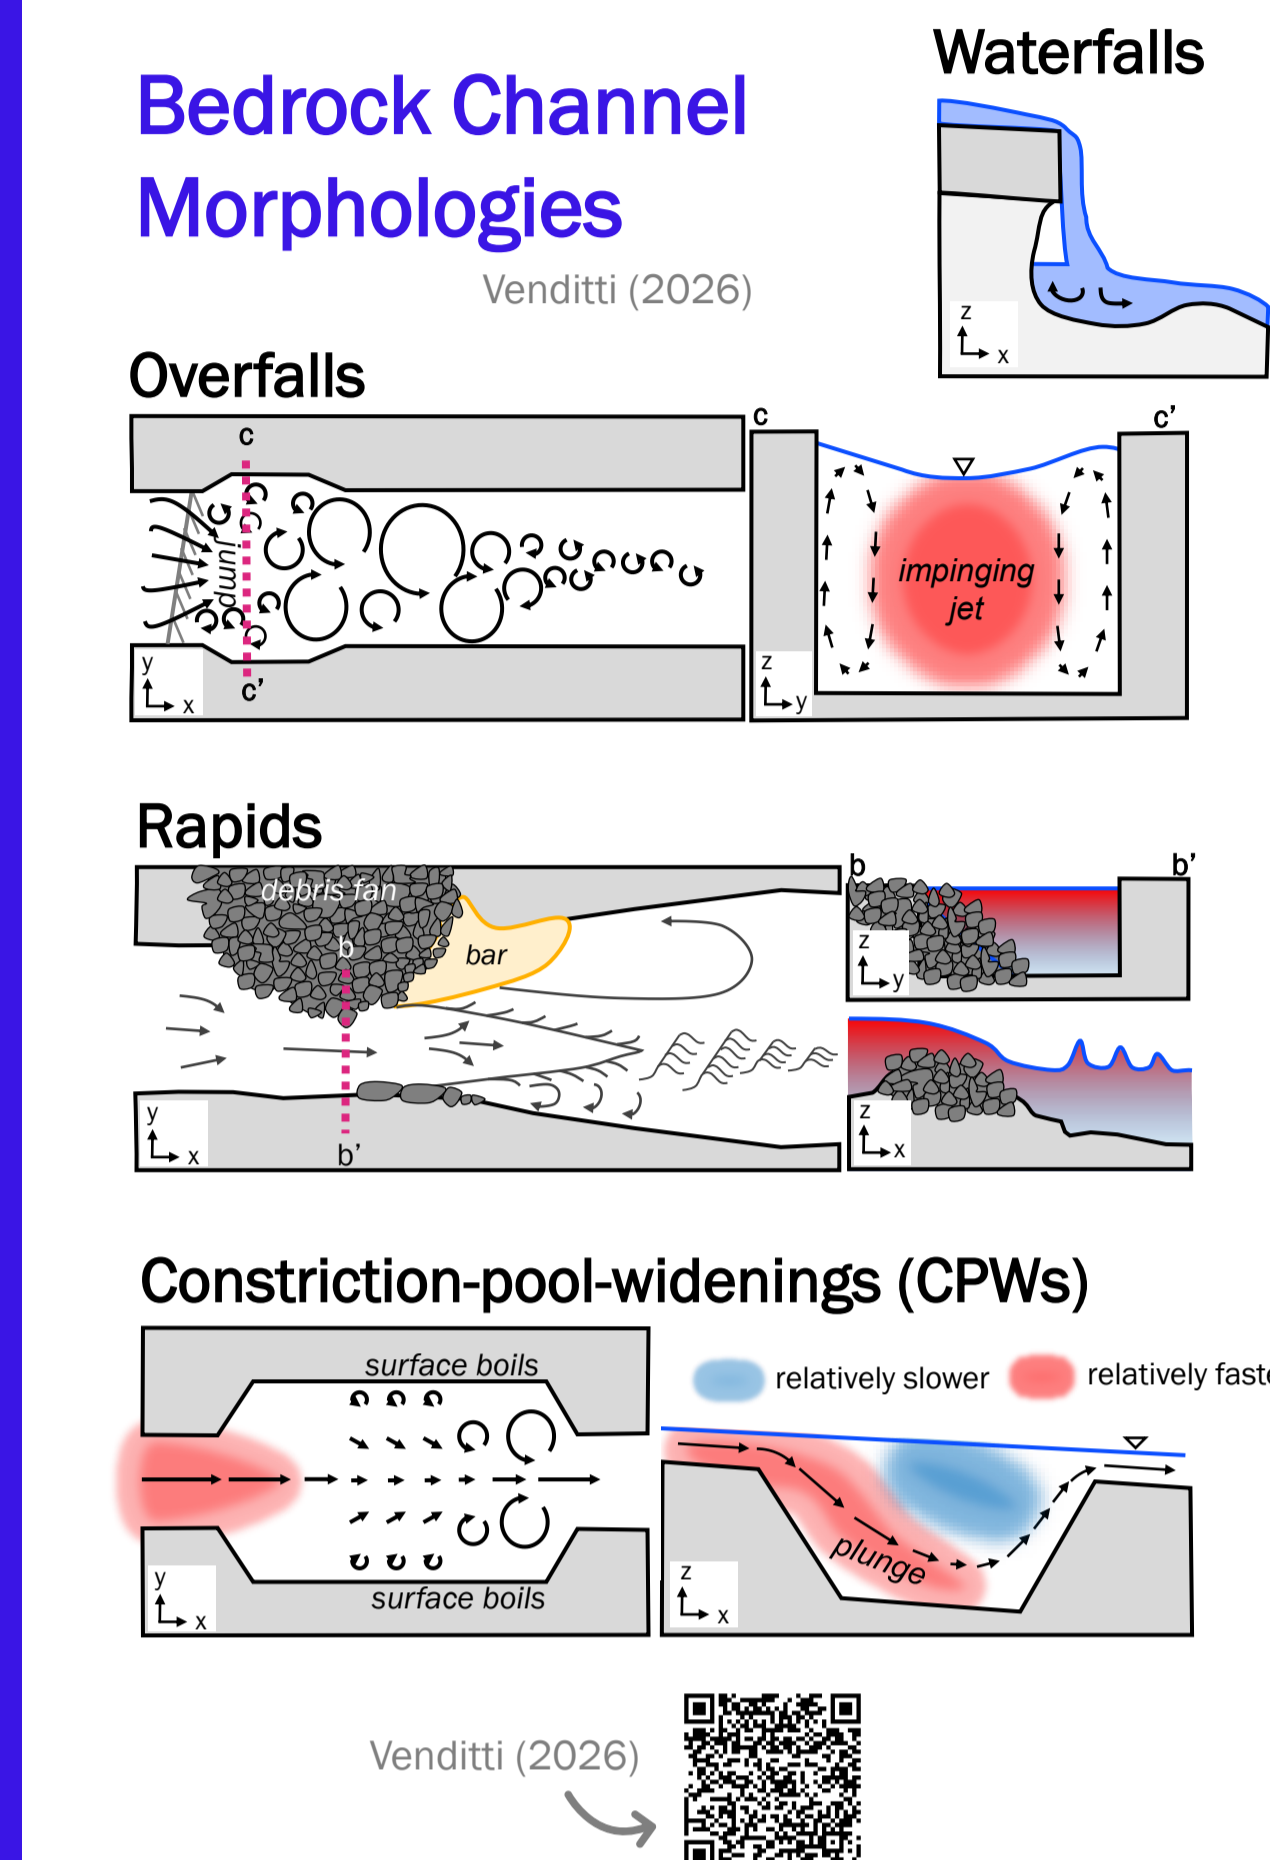 Waterfalls
Bedrock Channel
Morphologies
Venditti (2026)
z
x
Overfalls
c
jump
c'
y
x
c
c'
impinging
jet
z
y
Rapids
debris fan
b
bar
b'
y
x
b
b'
z
y
z
x
Constriction-pool-widenings (CPWs)
surface boils
surface boils
y
x
relatively slower
relatively faste
plunge
z
x
Venditti (2026)